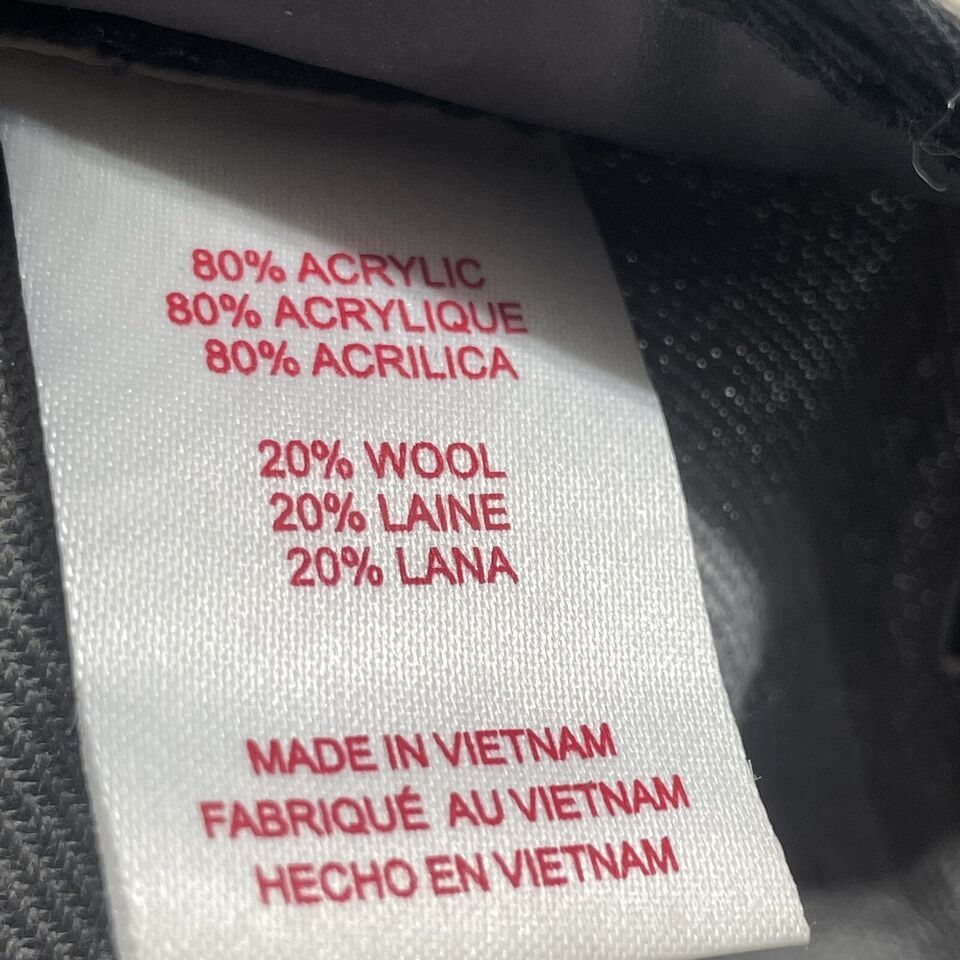 80% ACRYLIC
80% ACRYLIQUE
80% ACRILICA
20% WOOL
20% LAINE
20% LANA
MADE IN VIETNAM
FABRIQUÉ AU VIETNAM
HECHO EN VIETNAM